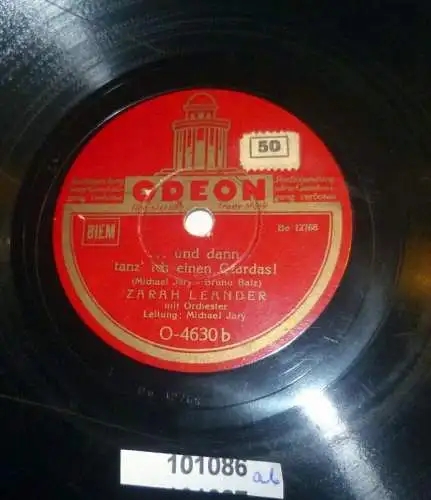 50
ODEON
BIEM
Be 12768
... und dann
tanz' ich einen Csardas!
(Michael Jary - Bruno Balz)
ZARAH LEANDER
mit Orchester
Leitung: Michael Jary
O-4630 b
101086
ab